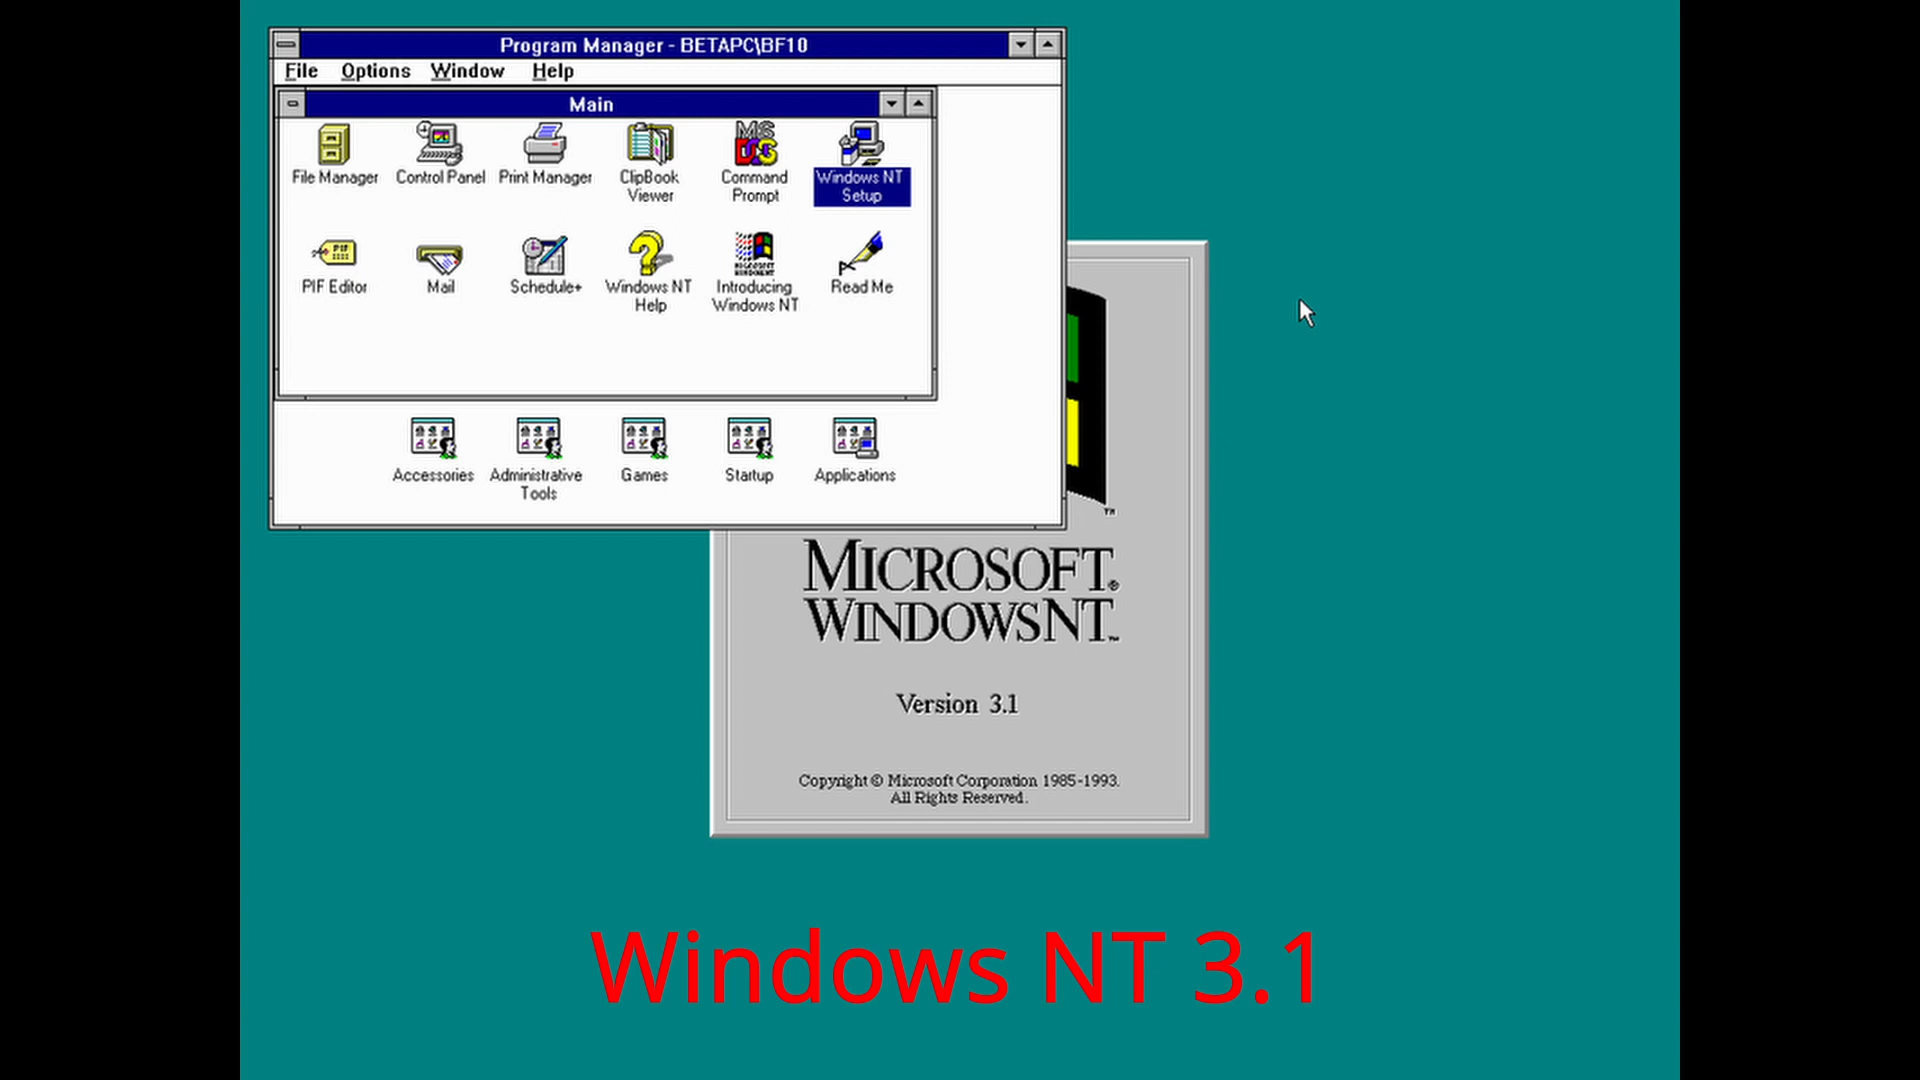 Program Manager - BETAPC\BF10
File Options Window Help
Main
File Manager Control Panel Print Manager ClipBook Viewer Command Prompt Windows NT Setup
PIF Editor Mail Schedule+ Windows NT Help Introducing Windows NT Read Me
Accessories Administrative Tools Games Startup Applications
MICROSOFT®
WINDOWS NT™
Version 3.1
Copyright © Microsoft Corporation 1985-1993.
All Rights Reserved.
Windows NT 3.1